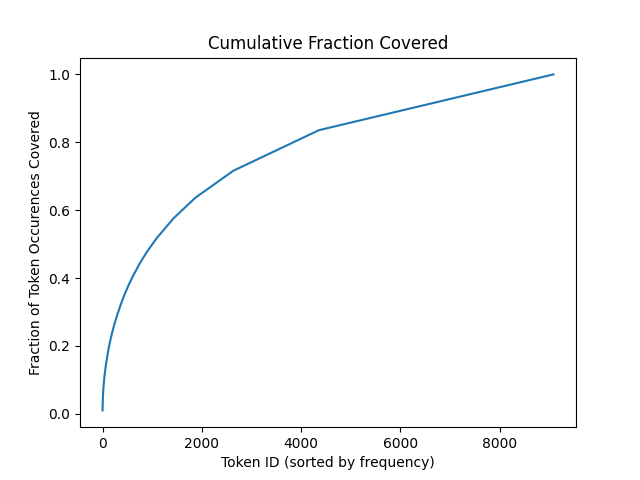 Cumulative Fraction Covered
1.0
0.8
0.6
0.4
0.2
0.0
Fraction of Token Occurences Covered
0 2000 4000 6000 8000
Token ID (sorted by frequency)